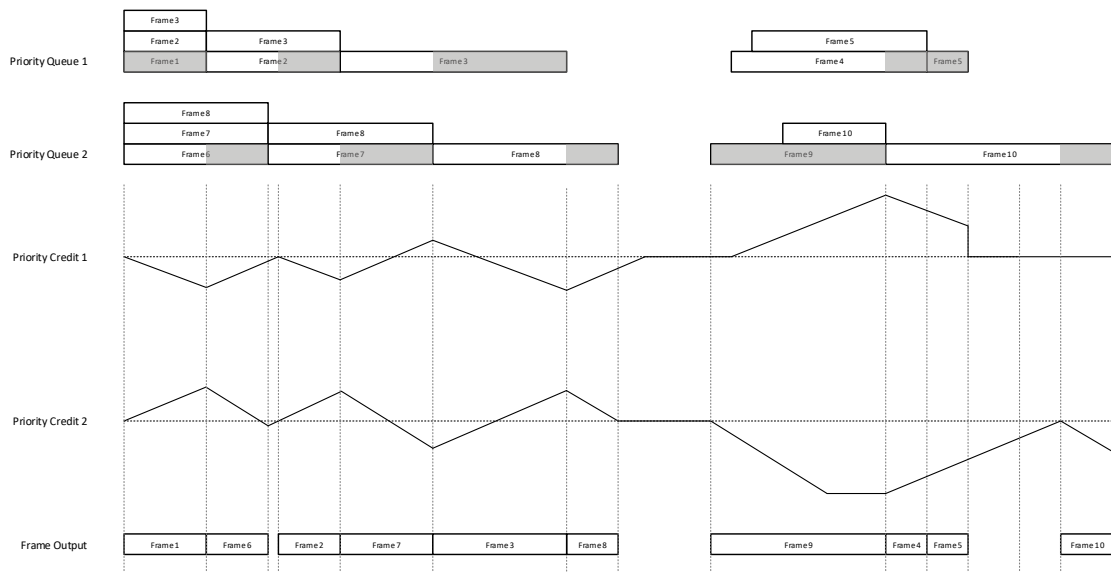 Frame3
Frame2 Frame3 Frame5
Priority Queue 1 Frame1 Frame2 Frame3 Frame4 Frame5
Frame8
Frame7 Frame8 Frame10
Priority Queue 2 Frame6 Frame7 Frame8 Frame9 Frame10
Priority Credit 1
Priority Credit 2
Frame Output Frame1 Frame6 Frame2 Frame7 Frame3 Frame8 Frame9 Frame4 Frame5 Frame10